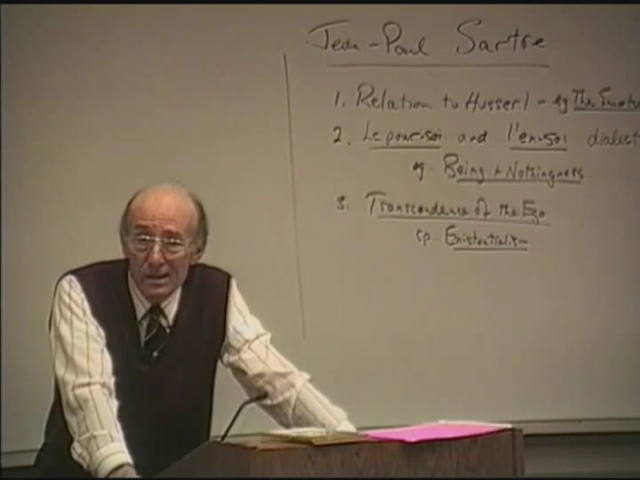 Jean-Paul Sartre
1. Relation to Husserl - eg The Emotio
2. Le pour-soi and l'en-soi dialect
eg Being & Nothingness
3. Transcendence of the Ego
cp. Existentialism